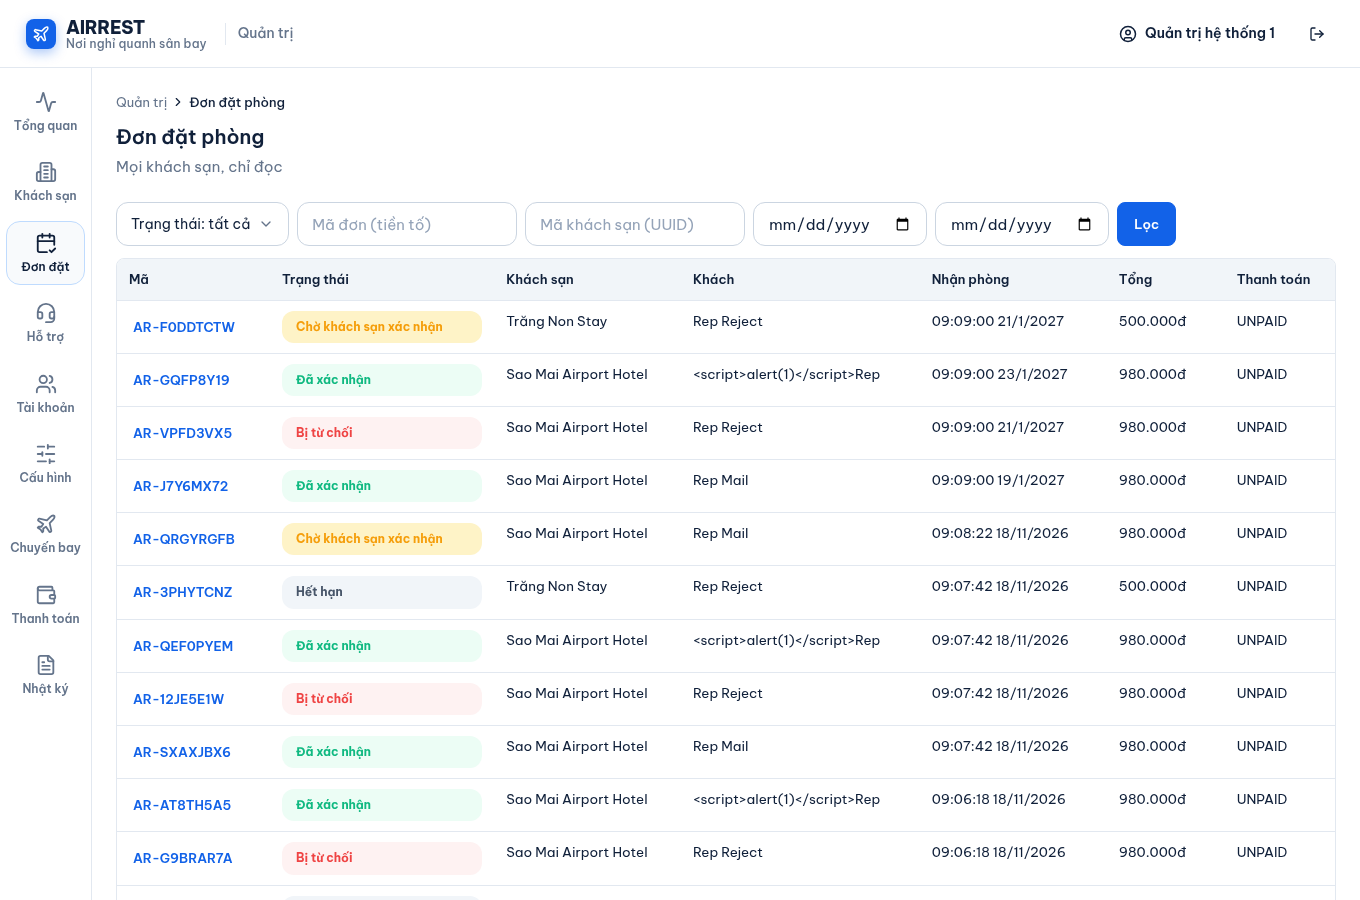 AIRREST
Nơi nghỉ quanh sân bay
Quản trị
Quản trị hệ thống 1
Tổng quan
Khách sạn
Đơn đặt
Hỗ trợ
Tài khoản
Cấu hình
Chuyến bay
Thanh toán
Nhật ký
Quản trị > Đơn đặt phòng
Đơn đặt phòng
Mọi khách sạn, chỉ đọc
Trạng thái: tất cả
Mã đơn (tiền tố)
Mã khách sạn (UUID)
mm/dd/yyyy
mm/dd/yyyy
Lọc
Mã Trạng thái Khách sạn Khách Nhận phòng Tổng Thanh toán
AR-F0DDTCTW Chờ khách sạn xác nhận Trăng Non Stay Rep Reject 09:09:00 21/1/2027 500.000đ UNPAID
AR-GQFP8Y19 Đã xác nhận Sao Mai Airport Hotel <script>alert(1)</script>Rep 09:09:00 23/1/2027 980.000đ UNPAID
AR-VPFD3VX5 Bị từ chối Sao Mai Airport Hotel Rep Reject 09:09:00 21/1/2027 980.000đ UNPAID
AR-J7Y6MX72 Đã xác nhận Sao Mai Airport Hotel Rep Mail 09:09:00 19/1/2027 980.000đ UNPAID
AR-QRGYRGFB Chờ khách sạn xác nhận Sao Mai Airport Hotel Rep Mail 09:08:22 18/11/2026 980.000đ UNPAID
AR-3PHYTCNZ Hết hạn Trăng Non Stay Rep Reject 09:07:42 18/11/2026 500.000đ UNPAID
AR-QEF0PYEM Đã xác nhận Sao Mai Airport Hotel <script>alert(1)</script>Rep 09:07:42 18/11/2026 980.000đ UNPAID
AR-12JE5E1W Bị từ chối Sao Mai Airport Hotel Rep Reject 09:07:42 18/11/2026 980.000đ UNPAID
AR-SXAXJBX6 Đã xác nhận Sao Mai Airport Hotel Rep Mail 09:07:42 18/11/2026 980.000đ UNPAID
AR-AT8TH5A5 Đã xác nhận Sao Mai Airport Hotel <script>alert(1)</script>Rep 09:06:18 18/11/2026 980.000đ UNPAID
AR-G9BRAR7A Bị từ chối Sao Mai Airport Hotel Rep Reject 09:06:18 18/11/2026 980.000đ UNPAID